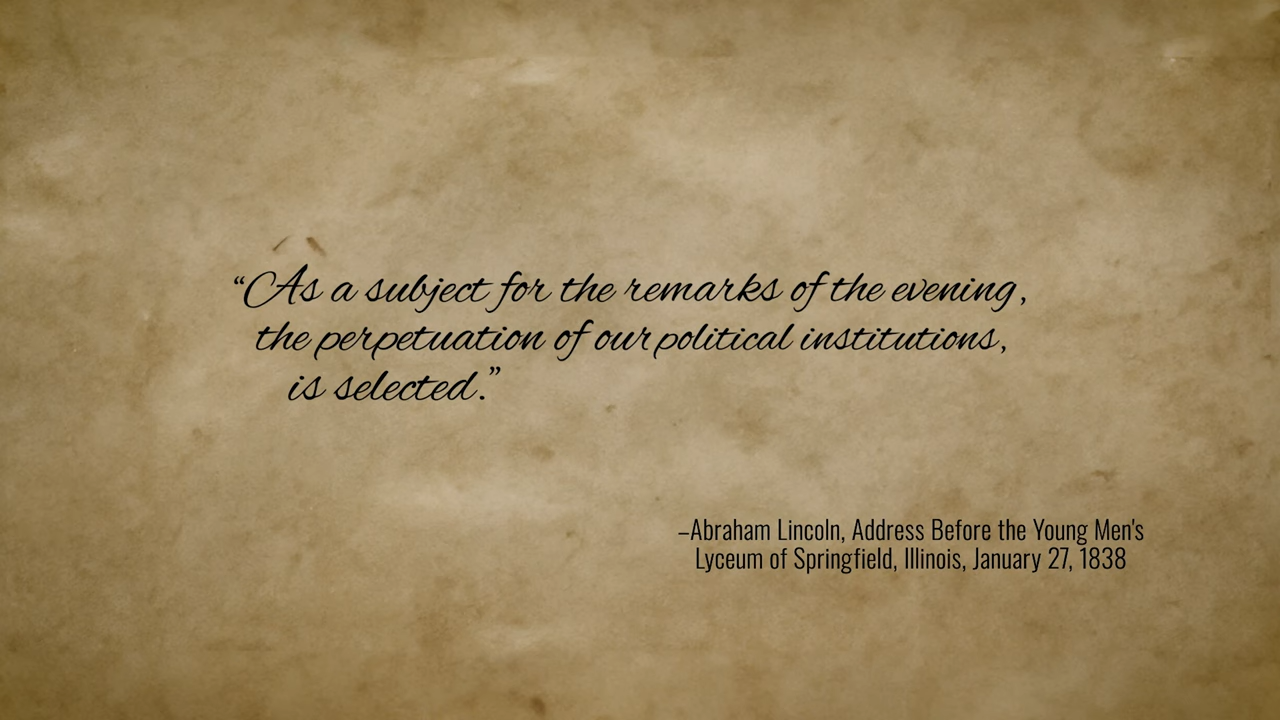 “As a subject for the remarks of the evening,
the perpetuation of our political institutions,
is selected.”
–Abraham Lincoln, Address Before the Young Men's
Lyceum of Springfield, Illinois, January 27, 1838